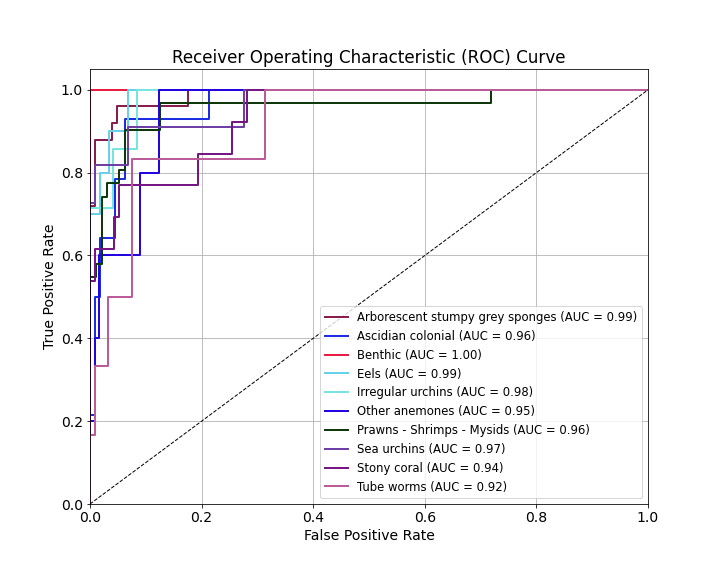 Receiver Operating Characteristic (ROC) Curve
1.0
0.8
0.6
0.4
0.2
0.0
True Positive Rate
Arborescent stumpy grey sponges (AUC = 0.99)
Ascidian colonial (AUC = 0.96)
Benthic (AUC = 1.00)
Eels (AUC = 0.99)
Irregular urchins (AUC = 0.98)
Other anemones (AUC = 0.95)
Prawns - Shrimps - Mysids (AUC = 0.96)
Sea urchins (AUC = 0.97)
Stony coral (AUC = 0.94)
Tube worms (AUC = 0.92)
0.0 0.2 0.4 0.6 0.8 1.0
False Positive Rate